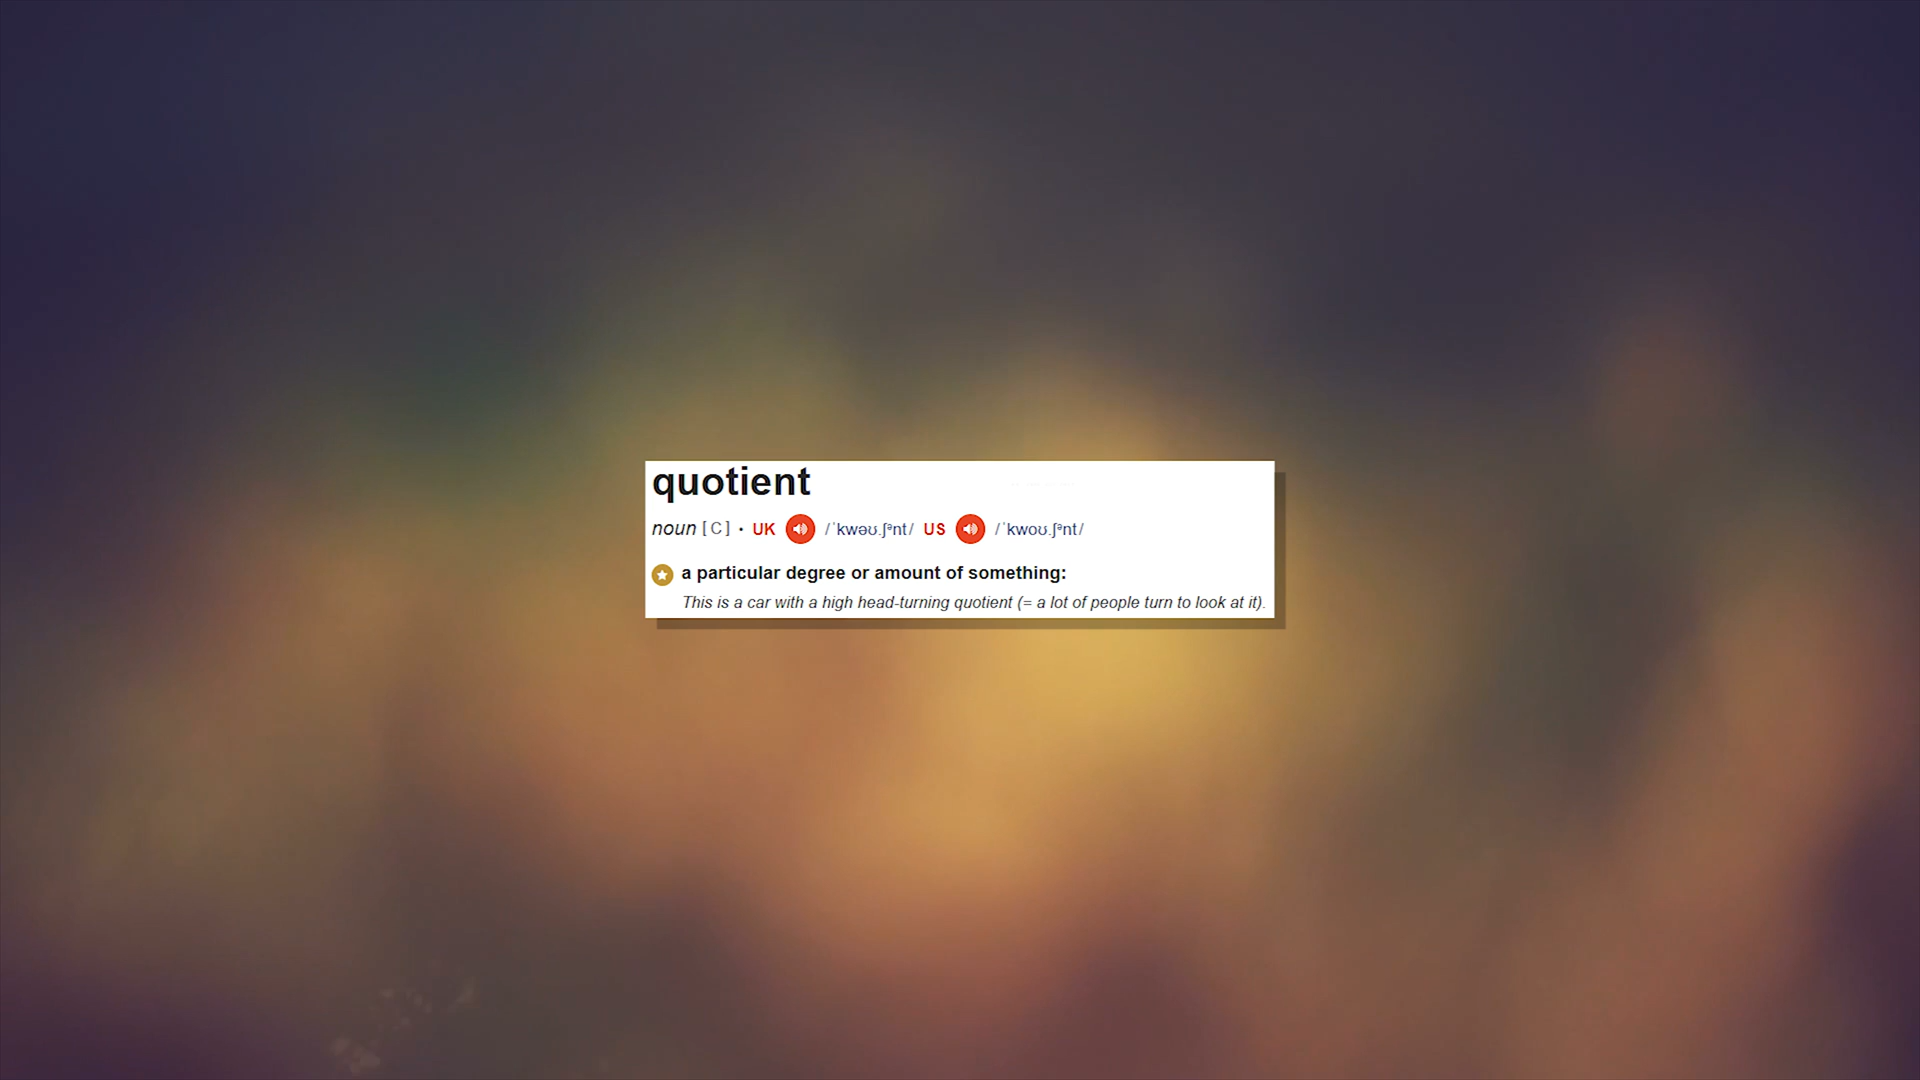 quotient
noun [ C ] · UK /ˈkwəʊ.ʃᵊnt/ US /ˈkwoʊ.ʃᵊnt/
a particular degree or amount of something:
This is a car with a high head-turning quotient (= a lot of people turn to look at it).